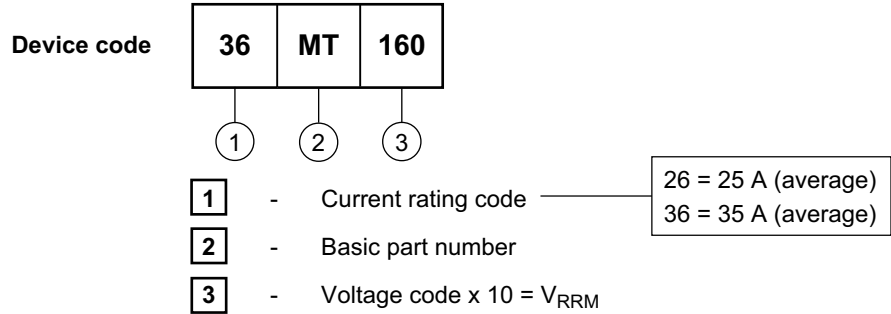 Device code 36 MT 160
1 2 3
1 - Current rating code
26 = 25 A (average)
36 = 35 A (average)
2 - Basic part number
3 - Voltage code x 10 = VRRM